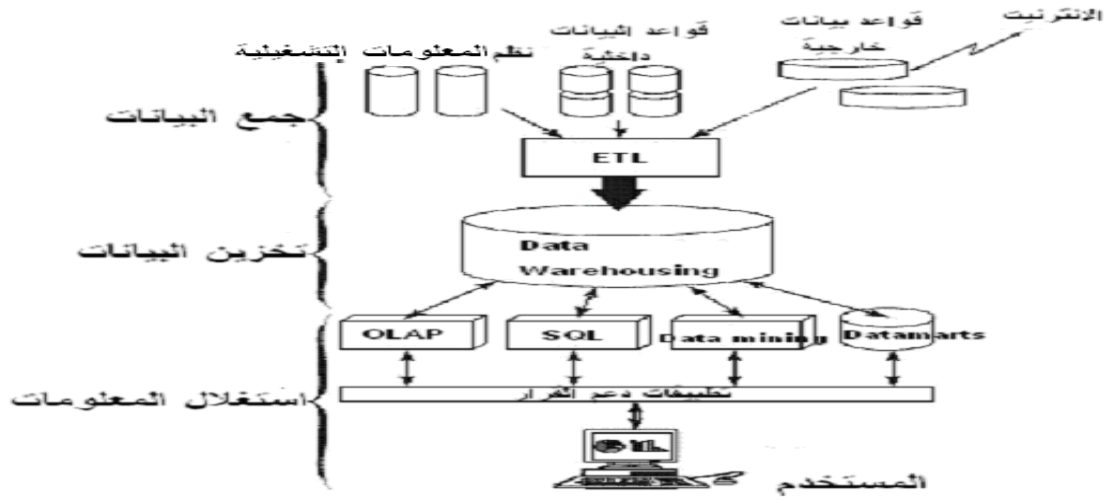 الانترنيت
قواعد بيانات
خارجية
قواعد البيانات
داخلية
نظم المعلومات التشغيلية
جمع البيانات
ETL
تخزين البيانات
Data
Warehousing
OLAP
SQL
Data mining
Datamarts
استغلال المعلومات
تطبيقات دعم القرار
المستخدم